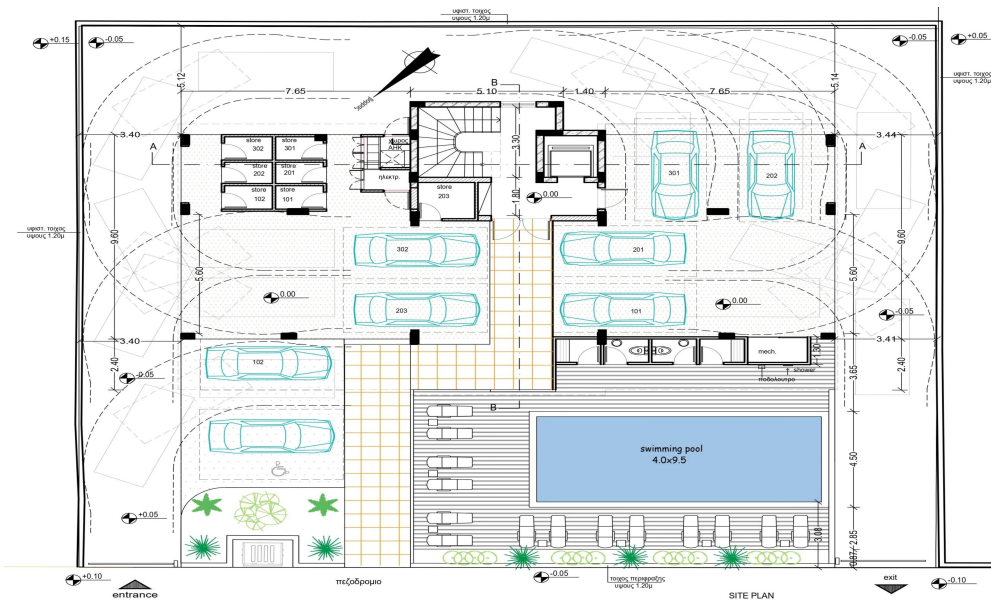 υφιστ. τοιχος
υψους 1.20μ
+0.15
-0.05
-0.05
+0.05
υφιστ. τοιχος
υψους 1.20μ
5.12
5.14
B
7.65
5.10
1.40
7.65
3.40
3.44
A
A
store
302
store
301
store
202
store
201
store
102
store
101
χωρος
ΑΗΚ
ηλεκτρ.
store
203
3.30
1.80
0.00
301
202
υφιστ. τοιχος
υψους 1.20μ
9.60
5.60
302
201
5.60
9.60
0.00
203
101
0.00
-0.05
3.40
3.41
2.40
102
mech.
1.30
shower
ποδολουτρο
3.65
2.40
-0.05
B
swimming pool
4.0x9.5
4.50
+0.05
3.08
2.85
0.87
+0.10
entrance
πεζοδρομιο
-0.05
τοιχος περιφραξης
υψους 1.20μ
SITE PLAN
exit
-0.10